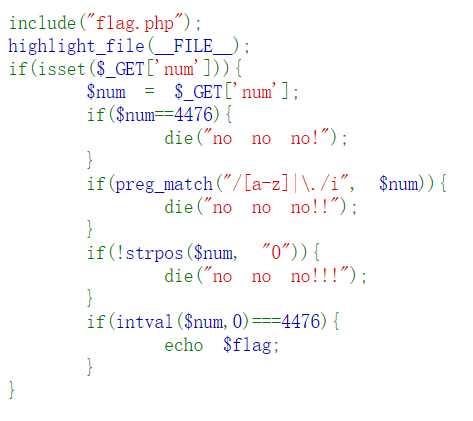 include("flag.php");
highlight_file(__FILE__);
if(isset($_GET['num'])){
$num = $_GET['num'];
if($num==4476){
die("no no no!");
}
if(preg_match("/[a-z]|\./i", $num)){
die("no no no!!");
}
if(!strpos($num, "0")){
die("no no no!!!");
}
if(intval($num,0)===4476){
echo $flag;
}
}